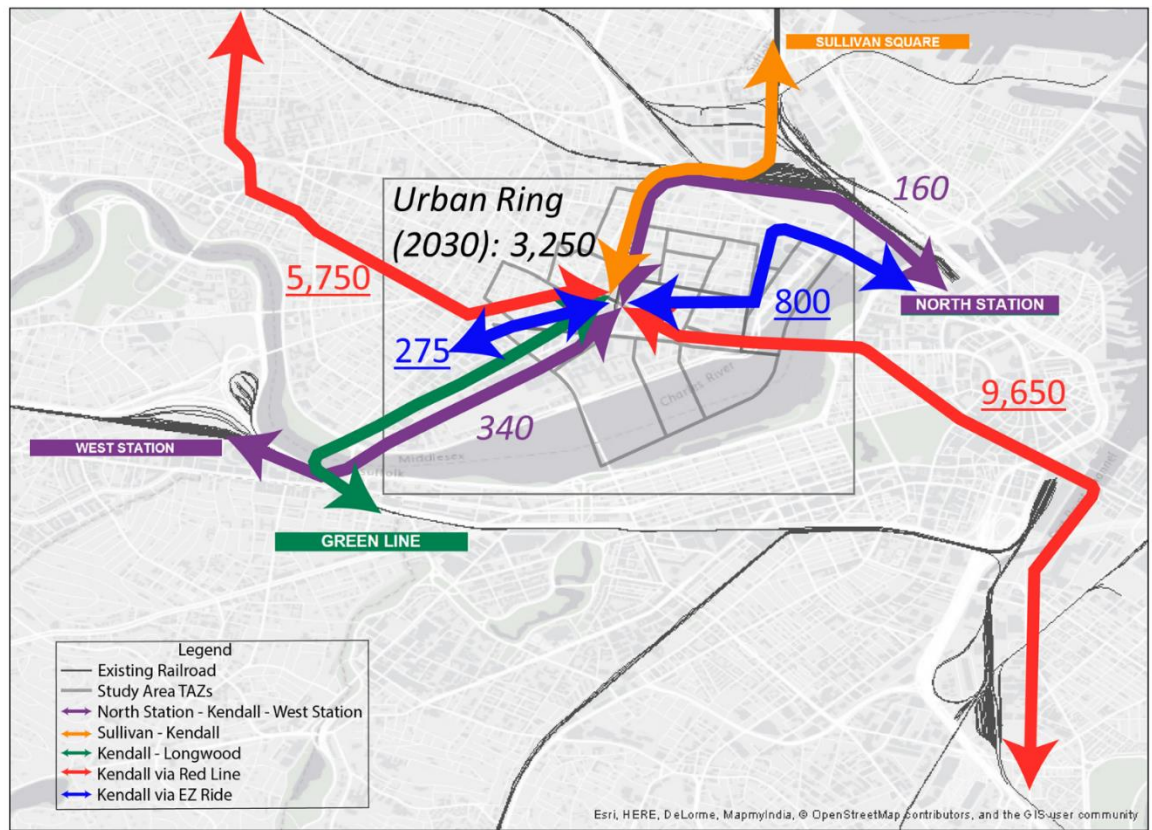 SULLIVAN SQUARE
160
Urban Ring
(2030): 3,250
5,750
NORTH STATION
800
275
Charles River
9,650
340
WEST STATION
Middlesex
Suffolk
GREEN LINE
Legend
Existing Railroad
Study Area TAZs
North Station - Kendall - West Station
Sullivan - Kendall
Kendall - Longwood
Kendall via Red Line
Kendall via EZ Ride
Esri, HERE, DeLorme, MapmyIndia, © OpenStreetMap contributors, and the GIS user community